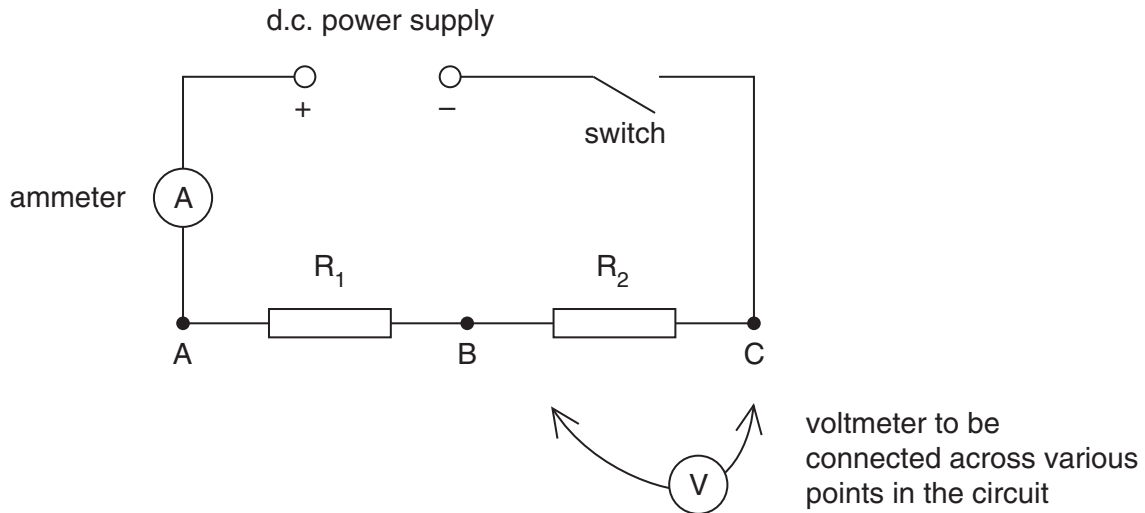 d.c. power supply
+
–
switch
ammeter
A
R1
R2
A
B
C
V
voltmeter to be
connected across various
points in the circuit